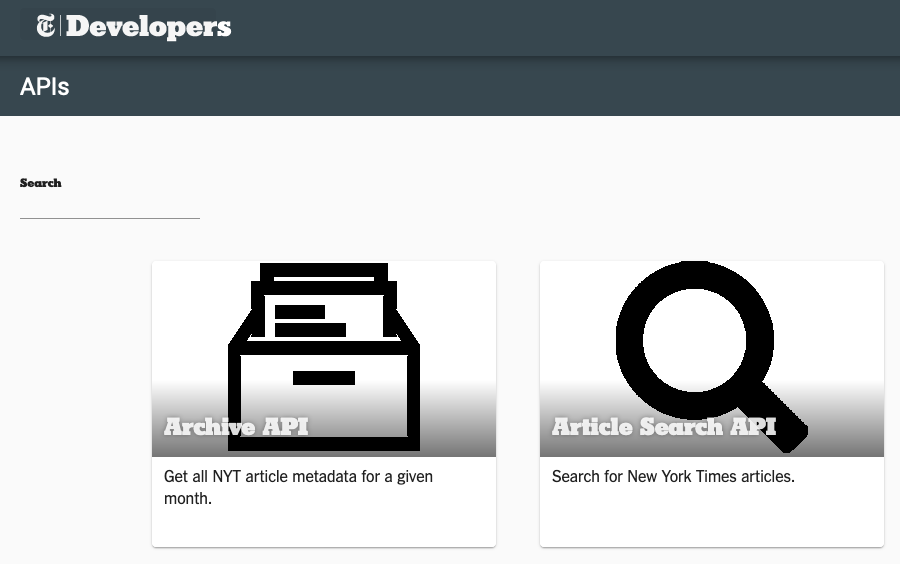 T Developers
APIs
Search
Archive API
Article Search API
Get all NYT article metadata for a given
month.
Search for New York Times articles.